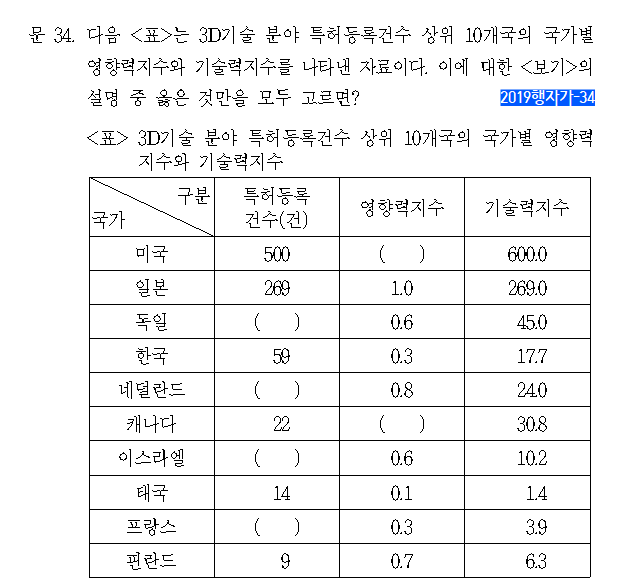 문 34. 다음 <표>는 3D기술 분야 특허등록건수 상위 10개국의 국가별
영향력지수와 기술력지수를 나타낸 자료이다. 이에 대한 <보기>의
설명 중 옳은 것만을 모두 고르면?
2019행자가-34
<표> 3D기술 분야 특허등록건수 상위 10개국의 국가별 영향력
지수와 기술력지수
구분
국가
특허등록
건수(건)
영향력지수
기술력지수
미국 500 ( ) 600.0
일본 269 1.0 269.0
독일 ( ) 0.6 45.0
한국 59 0.3 17.7
네덜란드 ( ) 0.8 24.0
캐나다 22 ( ) 30.8
이스라엘 ( ) 0.6 10.2
태국 14 0.1 1.4
프랑스 ( ) 0.3 3.9
핀란드 9 0.7 6.3